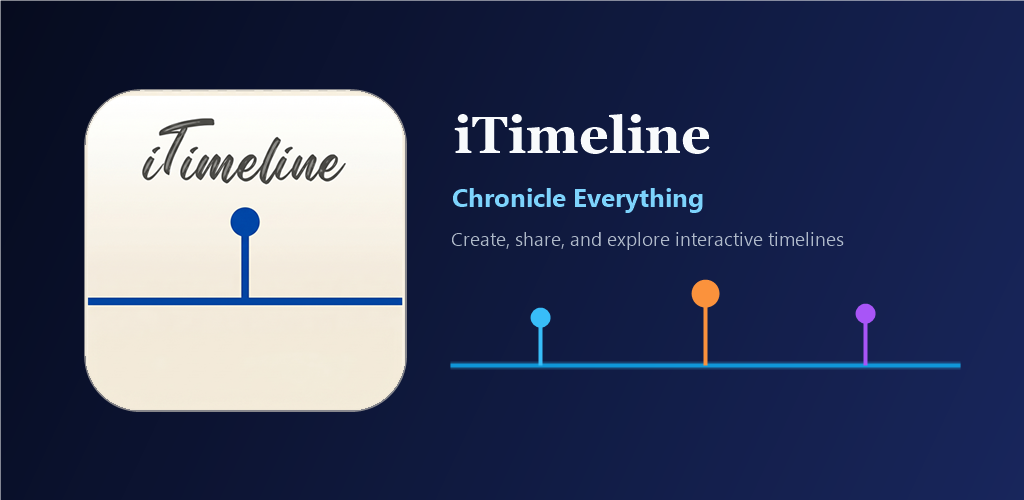 iTimeline
iTimeline
Chronicle Everything
Create, share, and explore interactive timelines